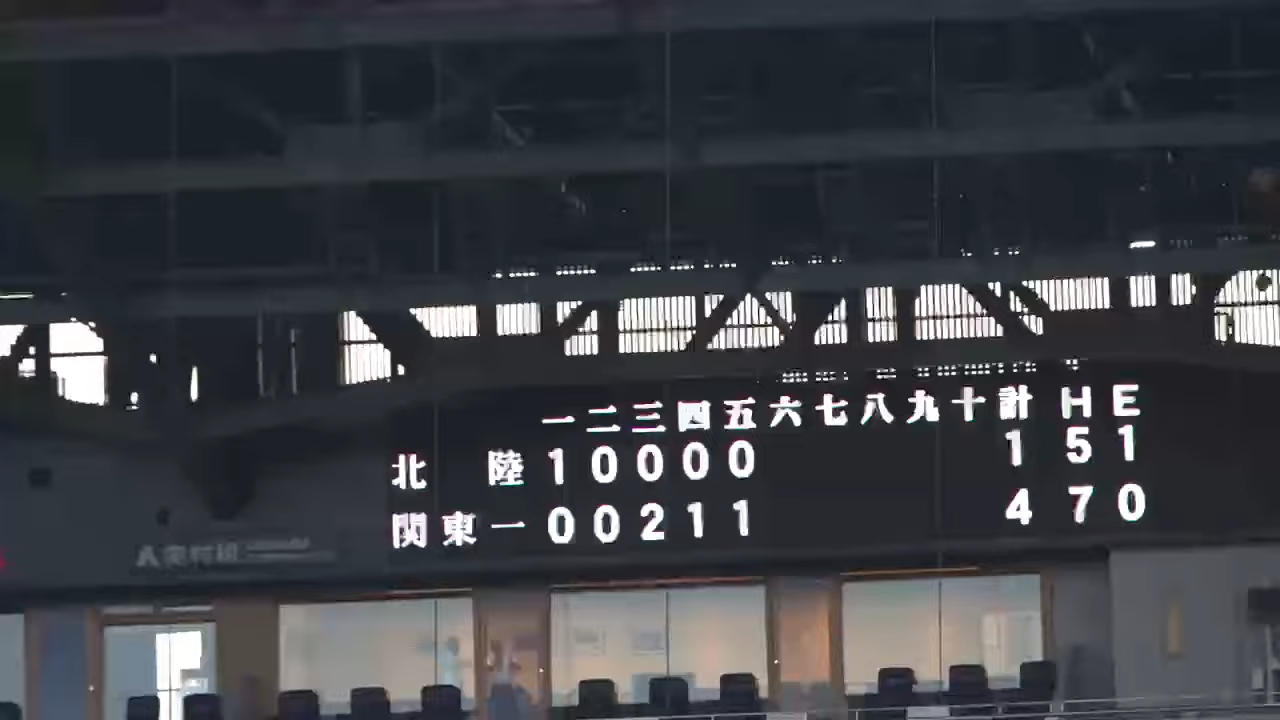 一二三四五六七八九十計 H E
北 陸 1 0 0 0 0 1 5 1
関東一 0 0 2 1 1 4 7 0